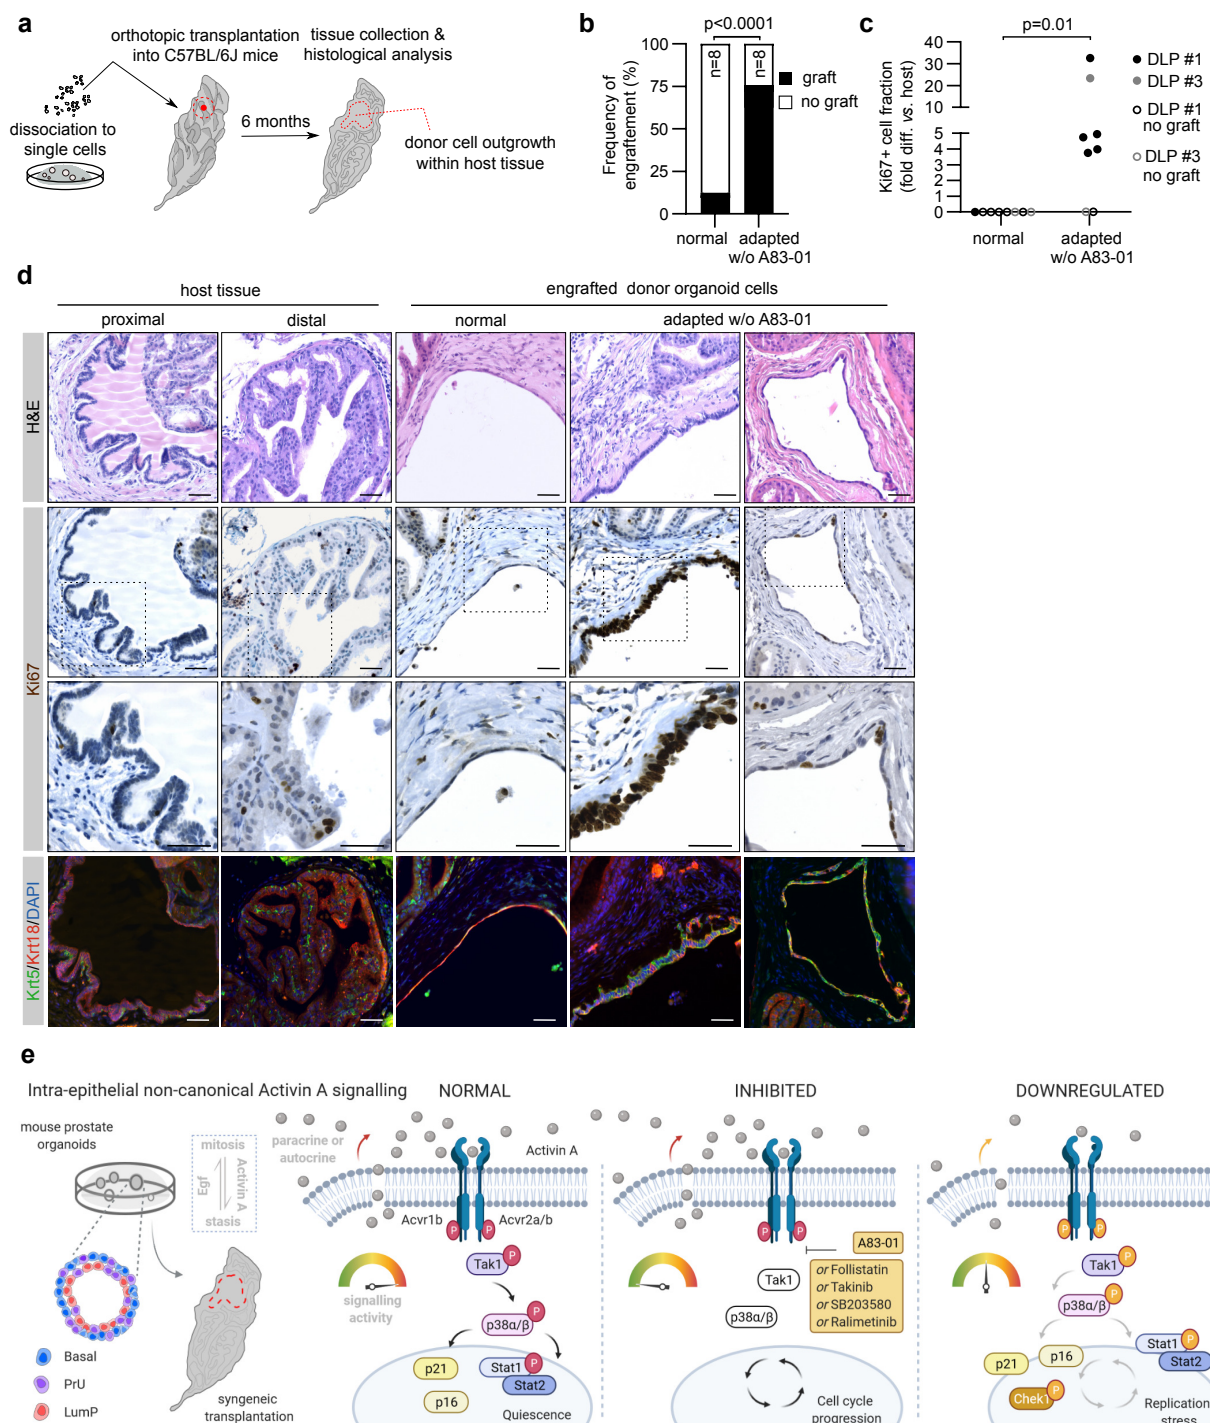 a
orthotopic transplantation
into C57BL/6J mice
tissue collection &
histological analysis
dissociation to
single cells
6 months
donor cell outgrowth
within host tissue
b
p<0.0001
Frequency of
engraftement (%)
100
75
50
25
0
n=8
n=8
graft
no graft
normal
adapted
w/o A83-01
c
p=0.01
Ki67+ cell fraction
(fold diff. vs. host)
40
30
20
10
5
4
3
2
1
0
DLP #1
DLP #3
DLP #1
no graft
DLP #3
no graft
normal
adapted
w/o A83-01
d
host tissue
engrafted donor organoid cells
proximal
distal
normal
adapted w/o A83-01
H&E
Ki67
Krt5/Krt18/DAPI
e
Intra-epithelial non-canonical Activin A signalling
NORMAL
INHIBITED
DOWNREGULATED
mouse prostate
organoids
mitosis
Egf
Activin A
stasis
Basal
PrU
LumP
syngeneic
transplantation
paracrine or
autocrine
Activin A
Acvr1b
Acvr2a/b
P
P
Tak1
P
signalling
activity
p38α/β
P
p21
p16
Stat1
P
Stat2
Quiescence
P
P
A83-01
Tak1
p38α/β
or Follistatin
or Takinib
or SB203580
or Ralimetinib
Cell cycle
progression
P
P
Tak1
P
p38α/β
P
p21
p16
Stat1
P
Stat2
Chek1
P
Replication
stress